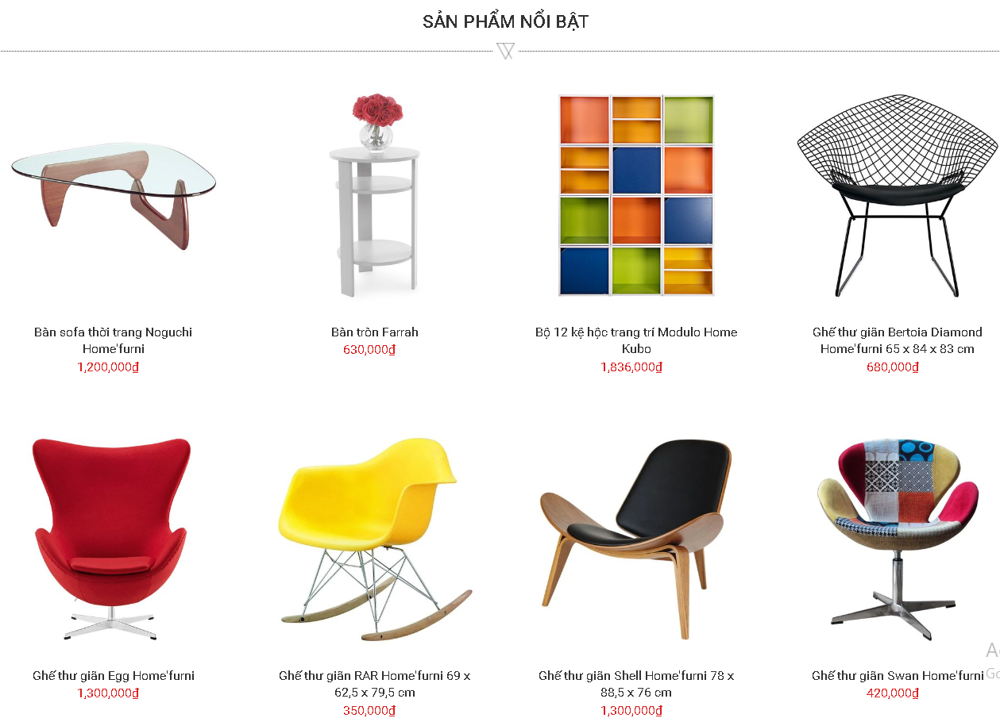 SẢN PHẨM NỔI BẬT
Bàn sofa thời trang Noguchi
Home'furni
1,200,000₫
Bàn tròn Farrah
630,000₫
Bộ 12 kệ hộc trang trí Modulo Home
Kubo
1,836,000₫
Ghế thư giãn Bertoia Diamond
Home'furni 65 x 84 x 83 cm
680,000₫
Ghế thư giãn Egg Home'furni
1,300,000₫
Ghế thư giãn RAR Home'furni 69 x
62,5 x 79,5 cm
350,000₫
Ghế thư giãn Shell Home'furni 78 x
88,5 x 76 cm
1,300,000₫
Ghế thư giãn Swan Home'furni
420,000₫